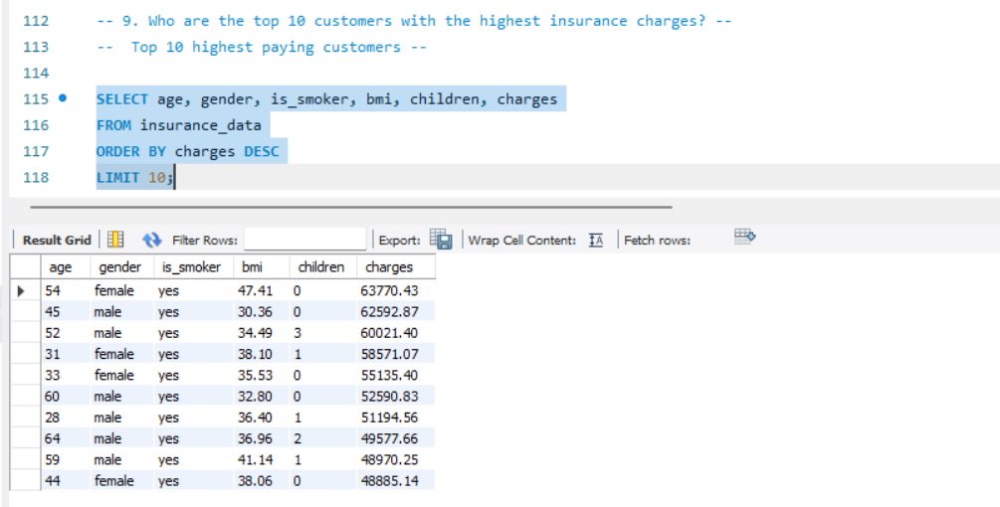 112 -- 9. Who are the top 10 customers with the highest insurance charges? --
113 -- Top 10 highest paying customers --
114
115 SELECT age, gender, is_smoker, bmi, children, charges
116 FROM insurance_data
117 ORDER BY charges DESC
118 LIMIT 10;
Result Grid Filter Rows: Export: Wrap Cell Content: IA Fetch rows:
age gender is_smoker bmi children charges
54 female yes 47.41 0 63770.43
45 male yes 30.36 0 62592.87
52 male yes 34.49 3 60021.40
31 female yes 38.10 1 58571.07
33 female yes 35.53 0 55135.40
60 male yes 32.80 0 52590.83
28 male yes 36.40 1 51194.56
64 male yes 36.96 2 49577.66
59 male yes 41.14 1 48970.25
44 female yes 38.06 0 48885.14